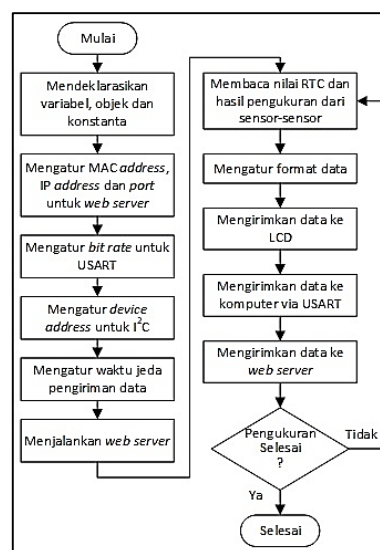 Mulai
Mendeklarasikan
variabel, objek dan
konstanta
Mengatur MAC address,
IP address dan port
untuk web server
Mengatur bit rate untuk
USART
Mengatur device
address untuk I²C
Mengatur waktu jeda
pengiriman data
Menjalankan web server
Membaca nilai RTC dan
hasil pengukuran dari
sensor-sensor
Mengatur format data
Mengirimkan data ke
LCD
Mengirimkan data ke
komputer via USART
Mengirimkan data ke
web server
Pengukuran
Selesai
?
Tidak
Ya
Selesai